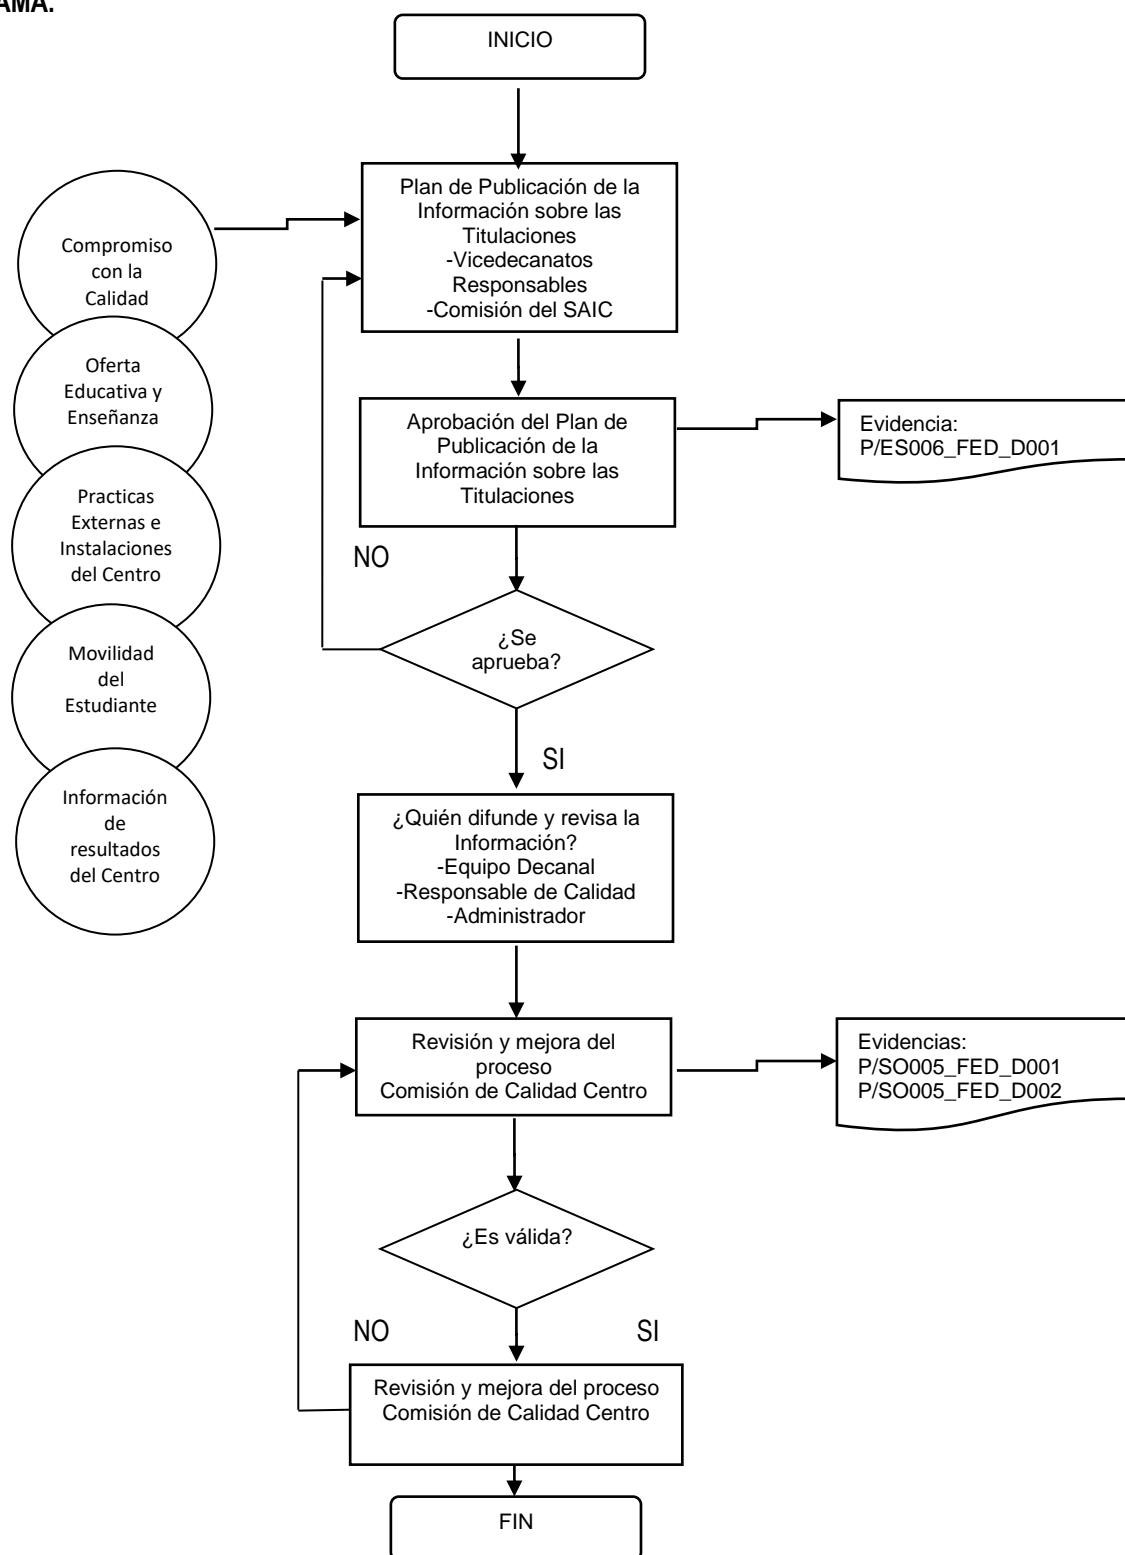 AMA.
INICIO
Plan de Publicación de la
Información sobre las
Titulaciones
-Vicedecanatos
Responsables
-Comisión del SAIC
Compromiso
con la
Calidad
Oferta
Educativa y
Enseñanza
Practicas
Externas e
Instalaciones
del Centro
Movilidad
del
Estudiante
Información
de
resultados
del Centro
Aprobación del Plan de
Publicación de la
Información sobre las
Titulaciones
Evidencia:
P/ES006_FED_D001
NO
¿Se
aprueba?
SI
¿Quién difunde y revisa la
Información?
-Equipo Decanal
-Responsable de Calidad
-Administrador
Revisión y mejora del
proceso
Comisión de Calidad Centro
Evidencias:
P/SO005_FED_D001
P/SO005_FED_D002
¿Es válida?
NO
SI
Revisión y mejora del proceso
Comisión de Calidad Centro
FIN